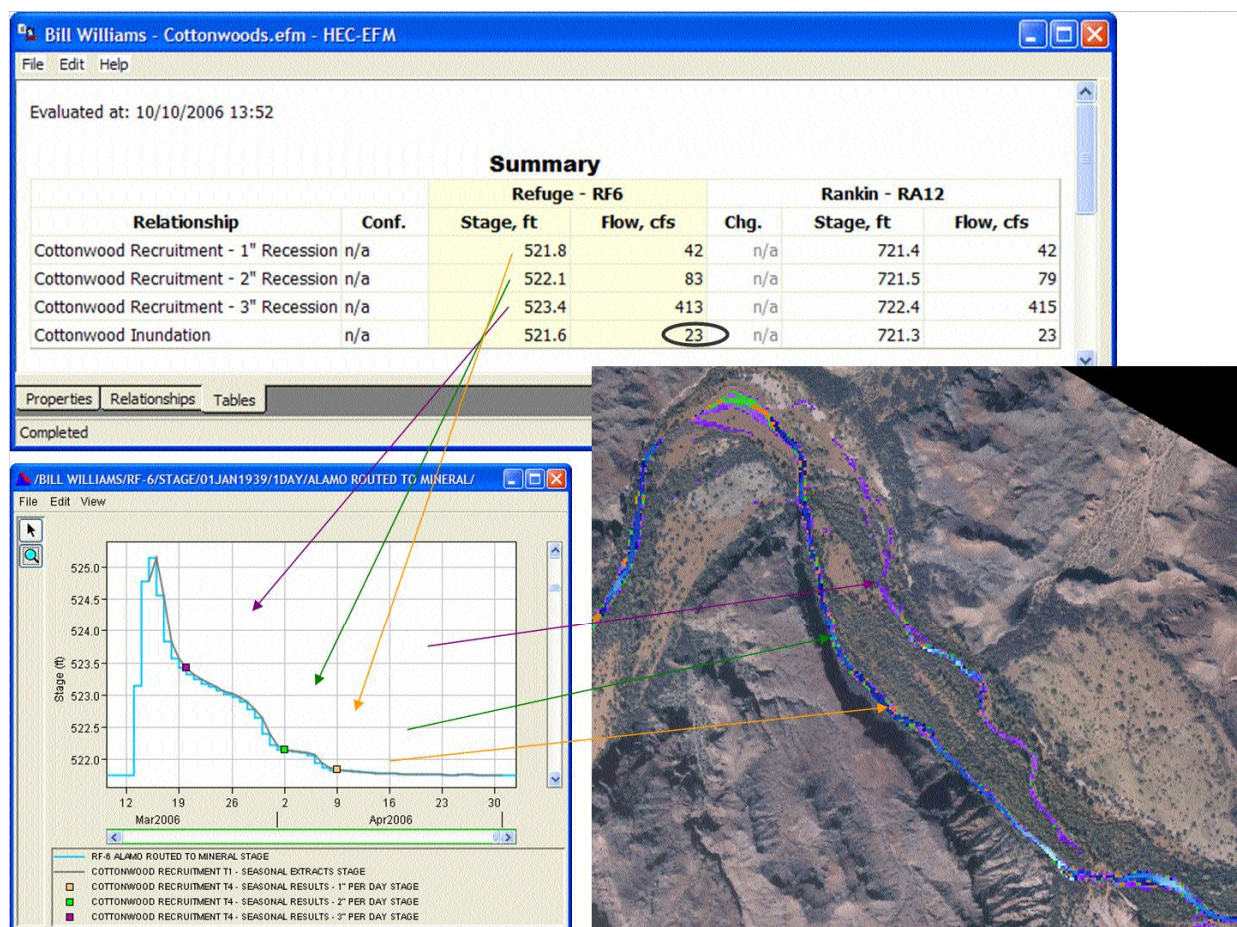 Bill Williams - Cottonwoods.efm - HEC-EFM
File Edit Help
Evaluated at: 10/10/2006 13:52
Summary
Refuge - RF6 Rankin - RA12
Relationship Conf. Stage, ft Flow, cfs Chg. Stage, ft Flow, cfs
Cottonwood Recruitment - 1" Recession n/a 521.8 42 n/a 721.4 42
Cottonwood Recruitment - 2" Recession n/a 522.1 83 n/a 721.5 79
Cottonwood Recruitment - 3" Recession n/a 523.4 413 n/a 722.4 415
Cottonwood Inundation n/a 521.6 23 n/a 721.3 23
Properties Relationships Tables
Completed
/BILL WILLIAMS/RF-6/STAGE/01JAN1939/1DAY/ALAMO ROUTED TO MINERAL/
File Edit View
Stage (ft)
525.0
524.5
524.0
523.5
523.0
522.5
522.0
12 19 26 2 9 16 23 30
Mar2006 Apr2006
RF-6 ALAMO ROUTED TO MINERAL STAGE
COTTONWOOD RECRUITMENT T1 - SEASONAL EXTRACTS STAGE
COTTONWOOD RECRUITMENT T4 - SEASONAL RESULTS - 1" PER DAY STAGE
COTTONWOOD RECRUITMENT T4 - SEASONAL RESULTS - 2" PER DAY STAGE
COTTONWOOD RECRUITMENT T4 - SEASONAL RESULTS - 3" PER DAY STAGE